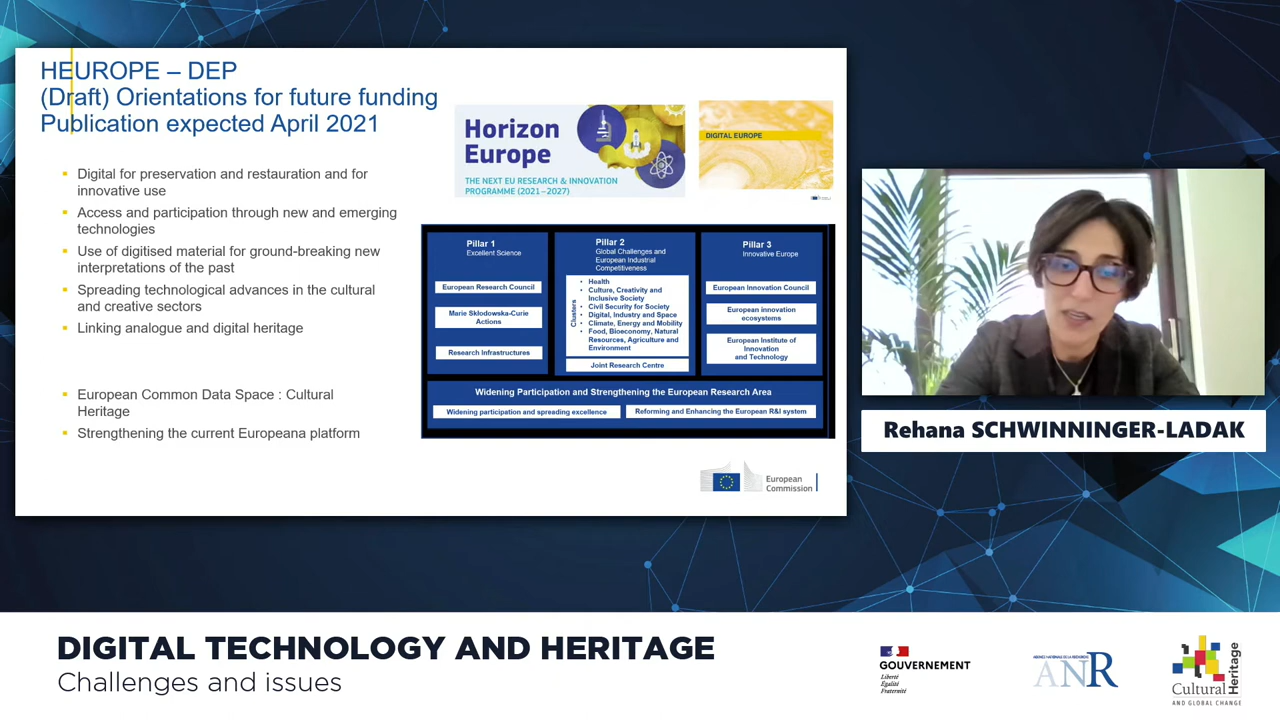 HEUROPE – DEP
(Draft) Orientations for future funding
Publication expected April 2021
Digital for preservation and restauration and for
innovative use
Access and participation through new and emerging
technologies
Use of digitised material for ground-breaking new
interpretations of the past
Spreading technological advances in the cultural
and creative sectors
Linking analogue and digital heritage
European Common Data Space : Cultural
Heritage
Strengthening the current Europeana platform
Horizon
Europe
THE NEXT EU RESEARCH & INNOVATION
PROGRAMME (2021–2027)
DIGITAL EUROPE
Pillar 1
Excellent Science
European Research Council
Marie Skłodowska-Curie
Actions
Research Infrastructures
Pillar 2
Global Challenges and
European Industrial
Competitiveness
Clusters
• Health
• Culture, Creativity and
Inclusive Society
• Civil Security for Society
• Digital, Industry and Space
• Climate, Energy and Mobility
• Food, Bioeconomy, Natural
Resources, Agriculture and
Environment
Joint Research Centre
Pillar 3
Innovative Europe
European Innovation Council
European innovation
ecosystems
European Institute of
Innovation
and Technology
Widening Participation and Strengthening the European Research Area
Widening participation and spreading excellence
Reforming and Enhancing the European R&I system
European
Commission
Rehana SCHWINNINGER-LADAK
DIGITAL TECHNOLOGY AND HERITAGE
Challenges and issues
GOUVERNEMENT
Liberté
Égalité
Fraternité
AGENCE NATIONALE DE LA RECHERCHE
ANR
Cultural
Heritage
AND GLOBAL CHANGE